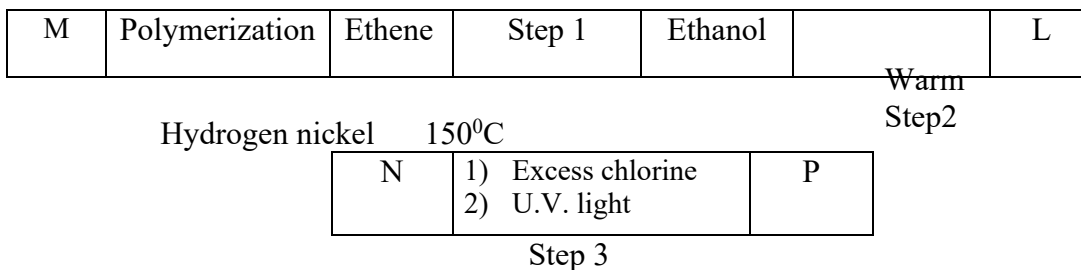 M Polymerization Ethene Step 1 Ethanol L
Warm
Step2
Hydrogen nickel 150⁰C
N 1) Excess chlorine P
2) U.V. light
Step 3